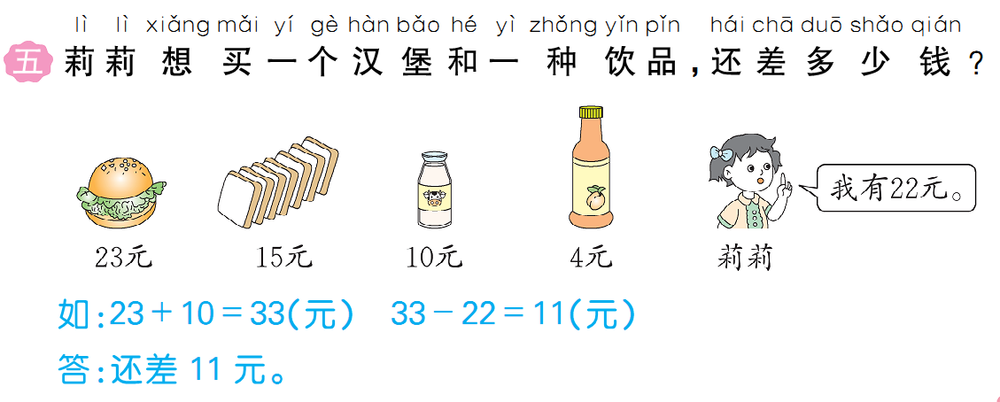 lì lì xiǎng mǎi yí gè hàn bǎo hé yì zhǒng yǐn pǐn hái chā duō shǎo qián
五 莉莉想买一个汉堡和一种饮品，还差多少钱？
我有22元。
23元 15元 10元 4元 莉莉
如：23＋10＝33(元) 33－22＝11(元)
答：还差 11 元。